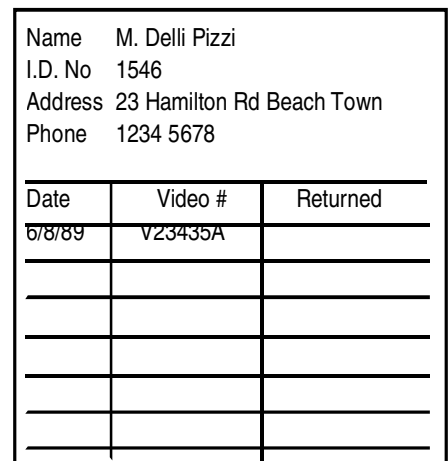 Name M. Delli Pizzi
I.D. No 1546
Address 23 Hamilton Rd Beach Town
Phone 1234 5678
Date Video # Returned
6/8/89 V23435A